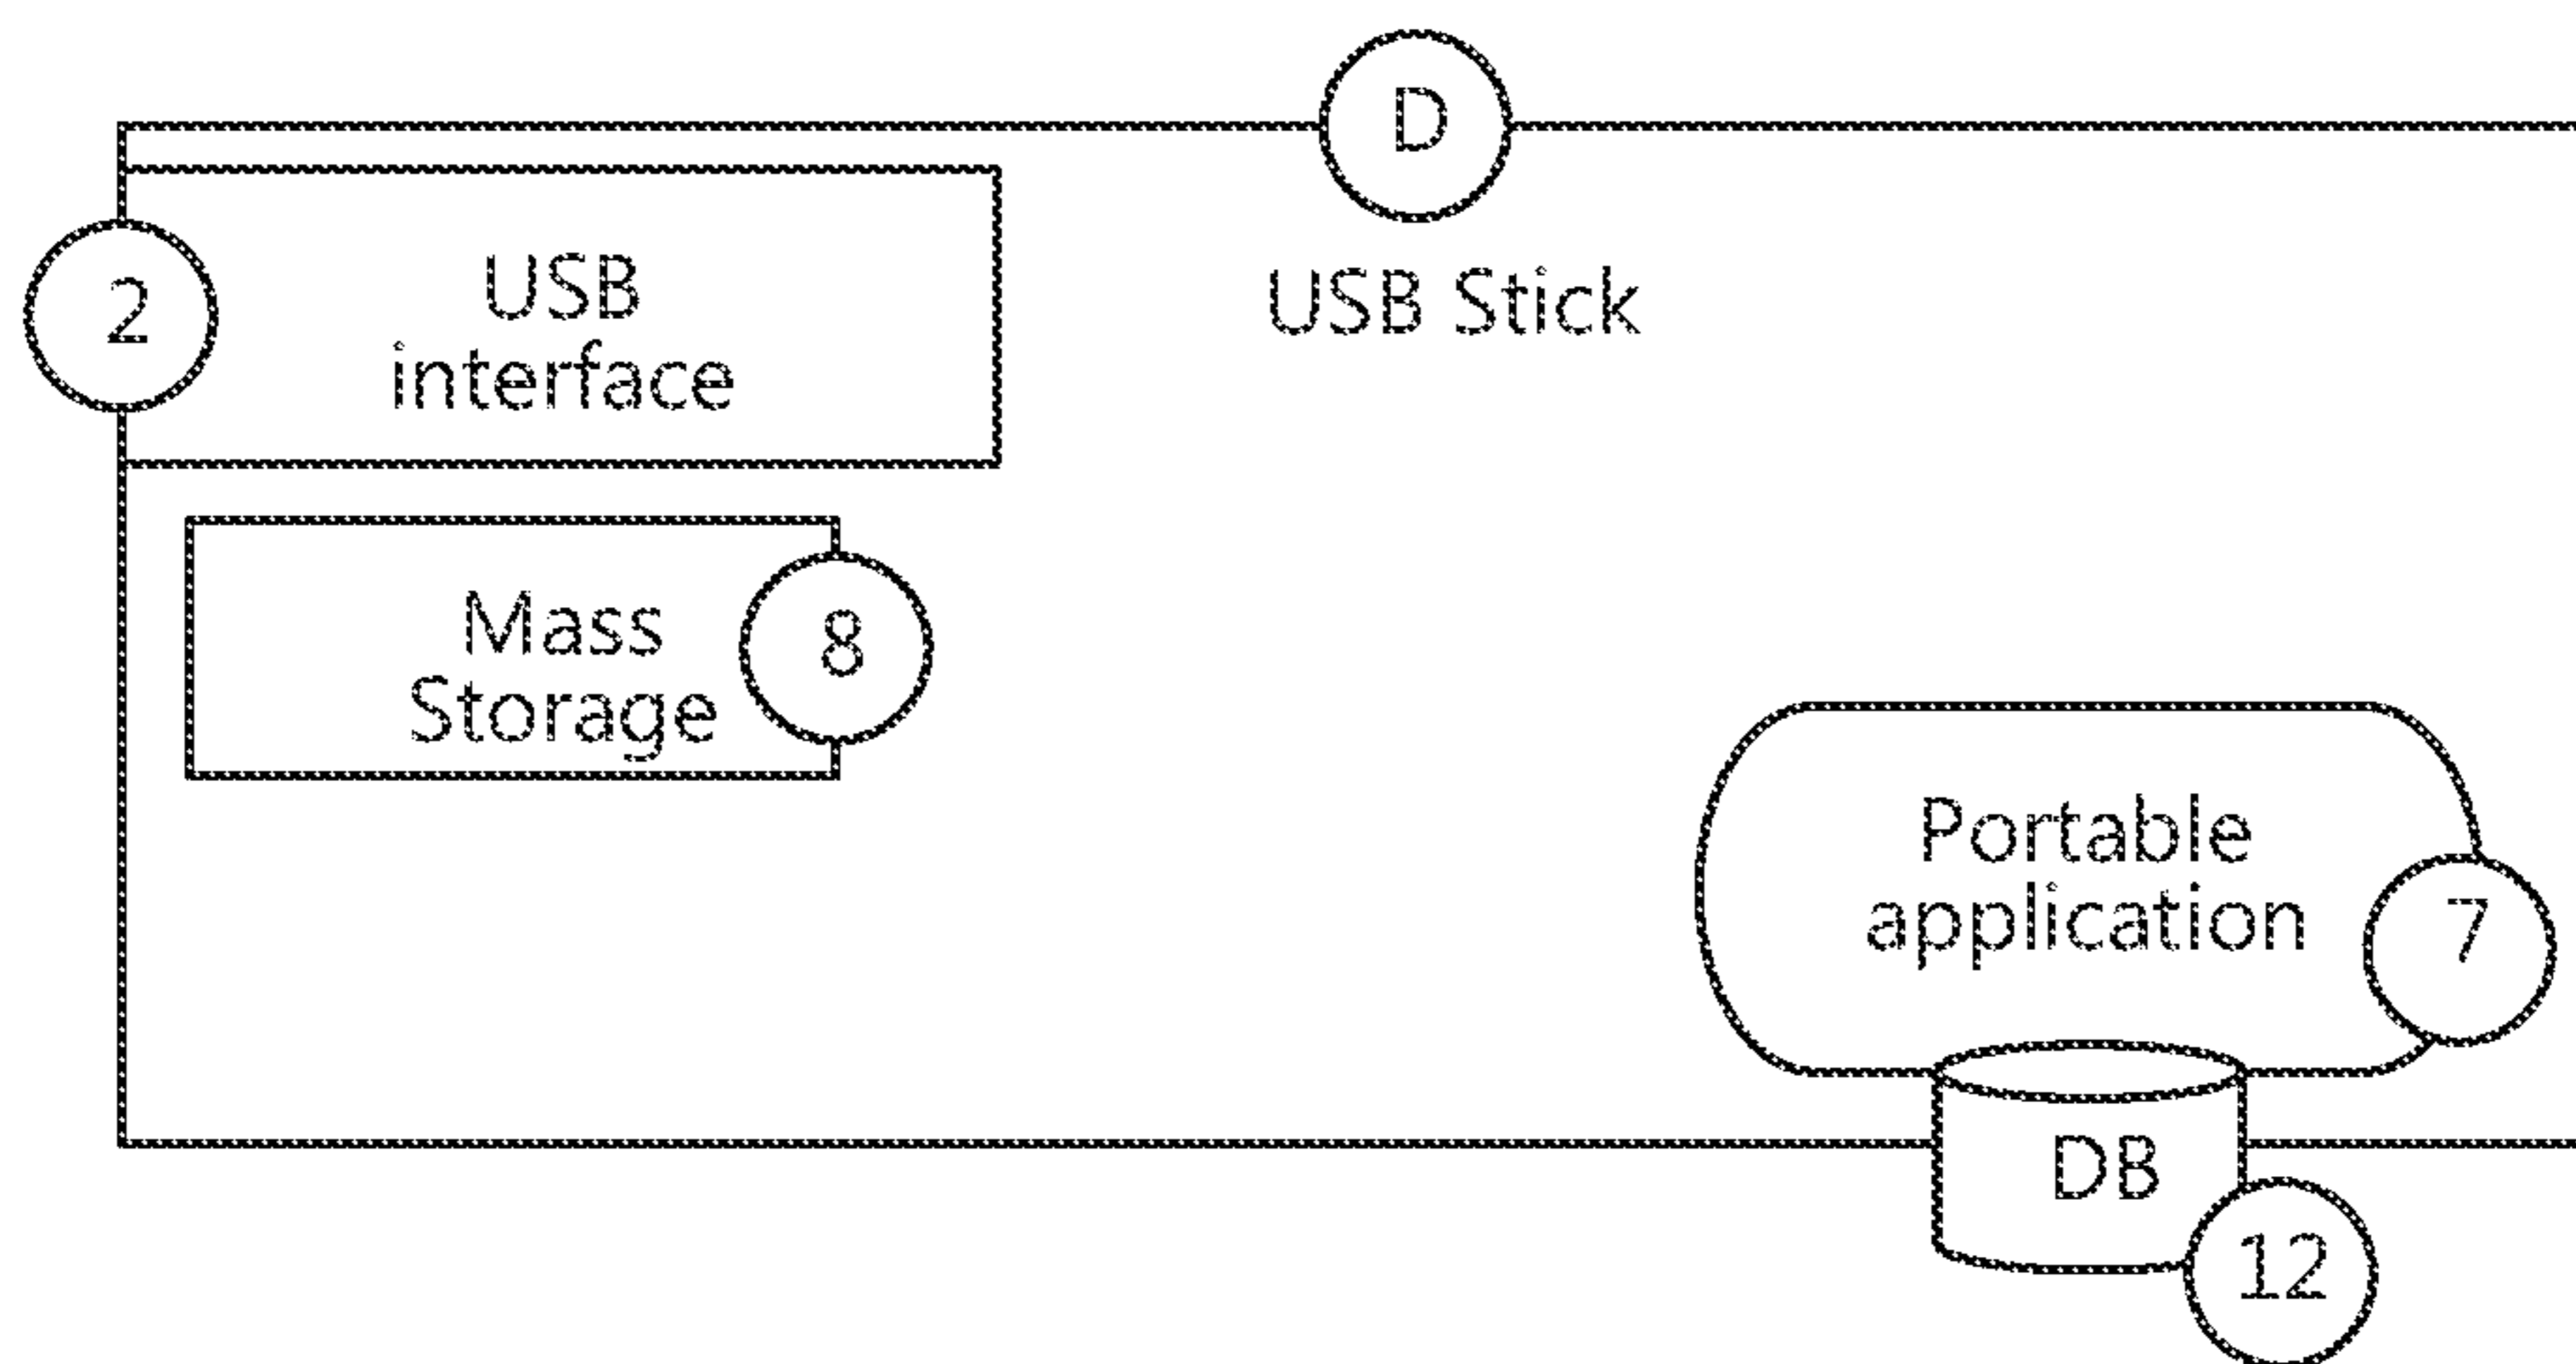 D
USB Stick
2
USB
interface
Mass
Storage
8
Portable
application
7
DB
12